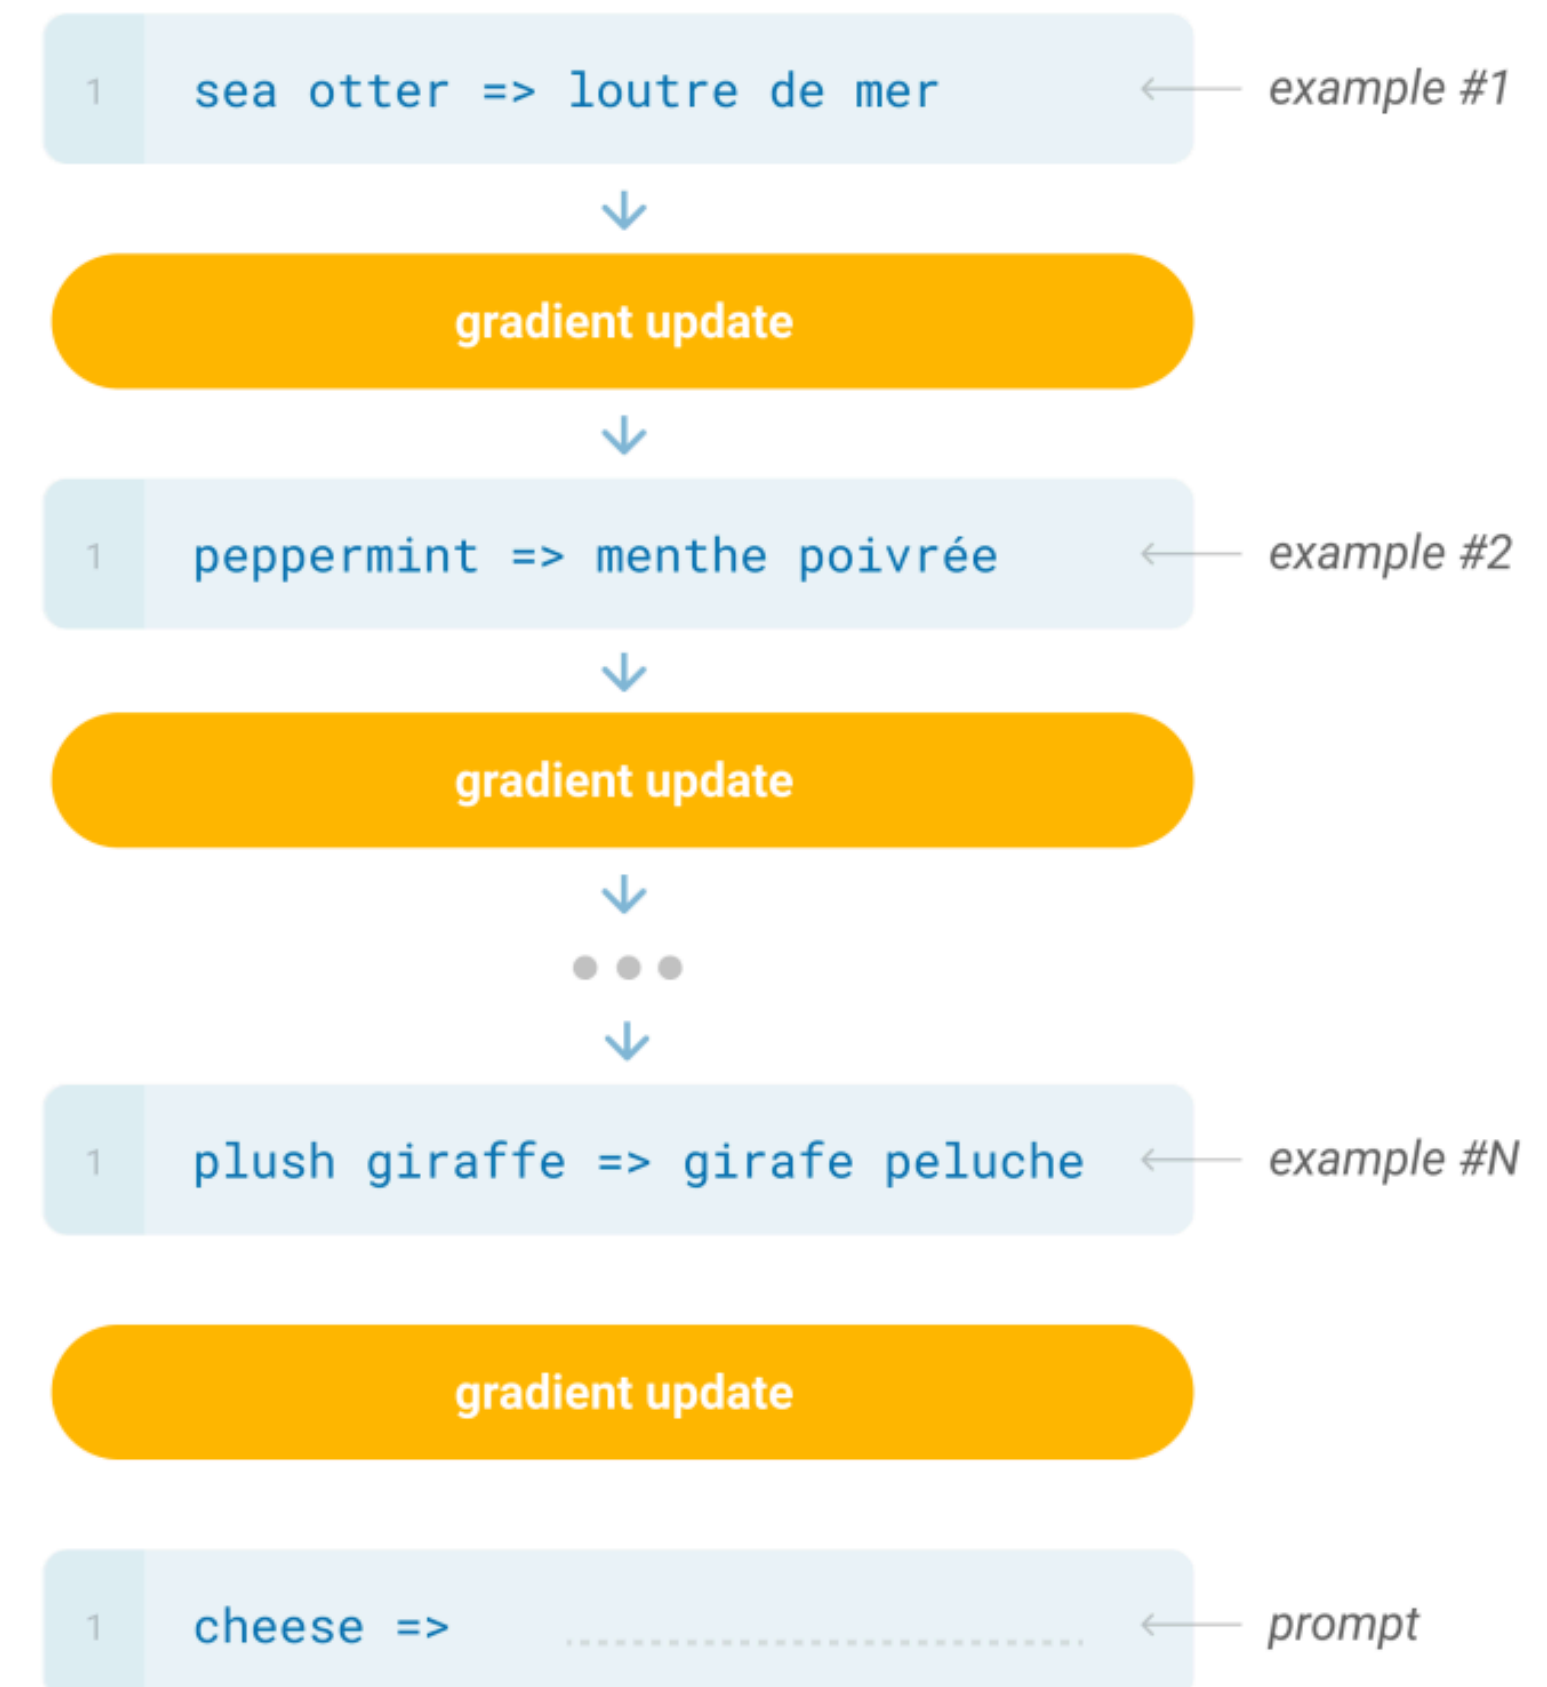 1 sea otter => loutre de mer example #1
gradient update
1 peppermint => menthe poivrée example #2
gradient update
1 plush giraffe => girafe peluche example #N
gradient update
1 cheese => prompt